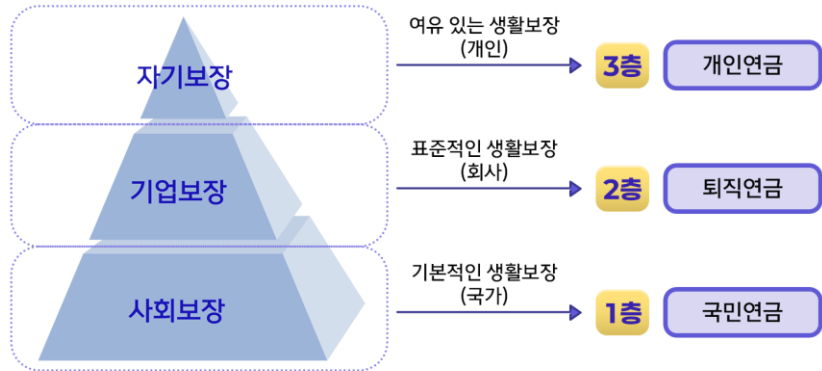 자기보장
여유 있는 생활보장
(개인)
3층
개인연금
기업보장
표준적인 생활보장
(회사)
2층
퇴직연금
사회보장
기본적인 생활보장
(국가)
1층
국민연금